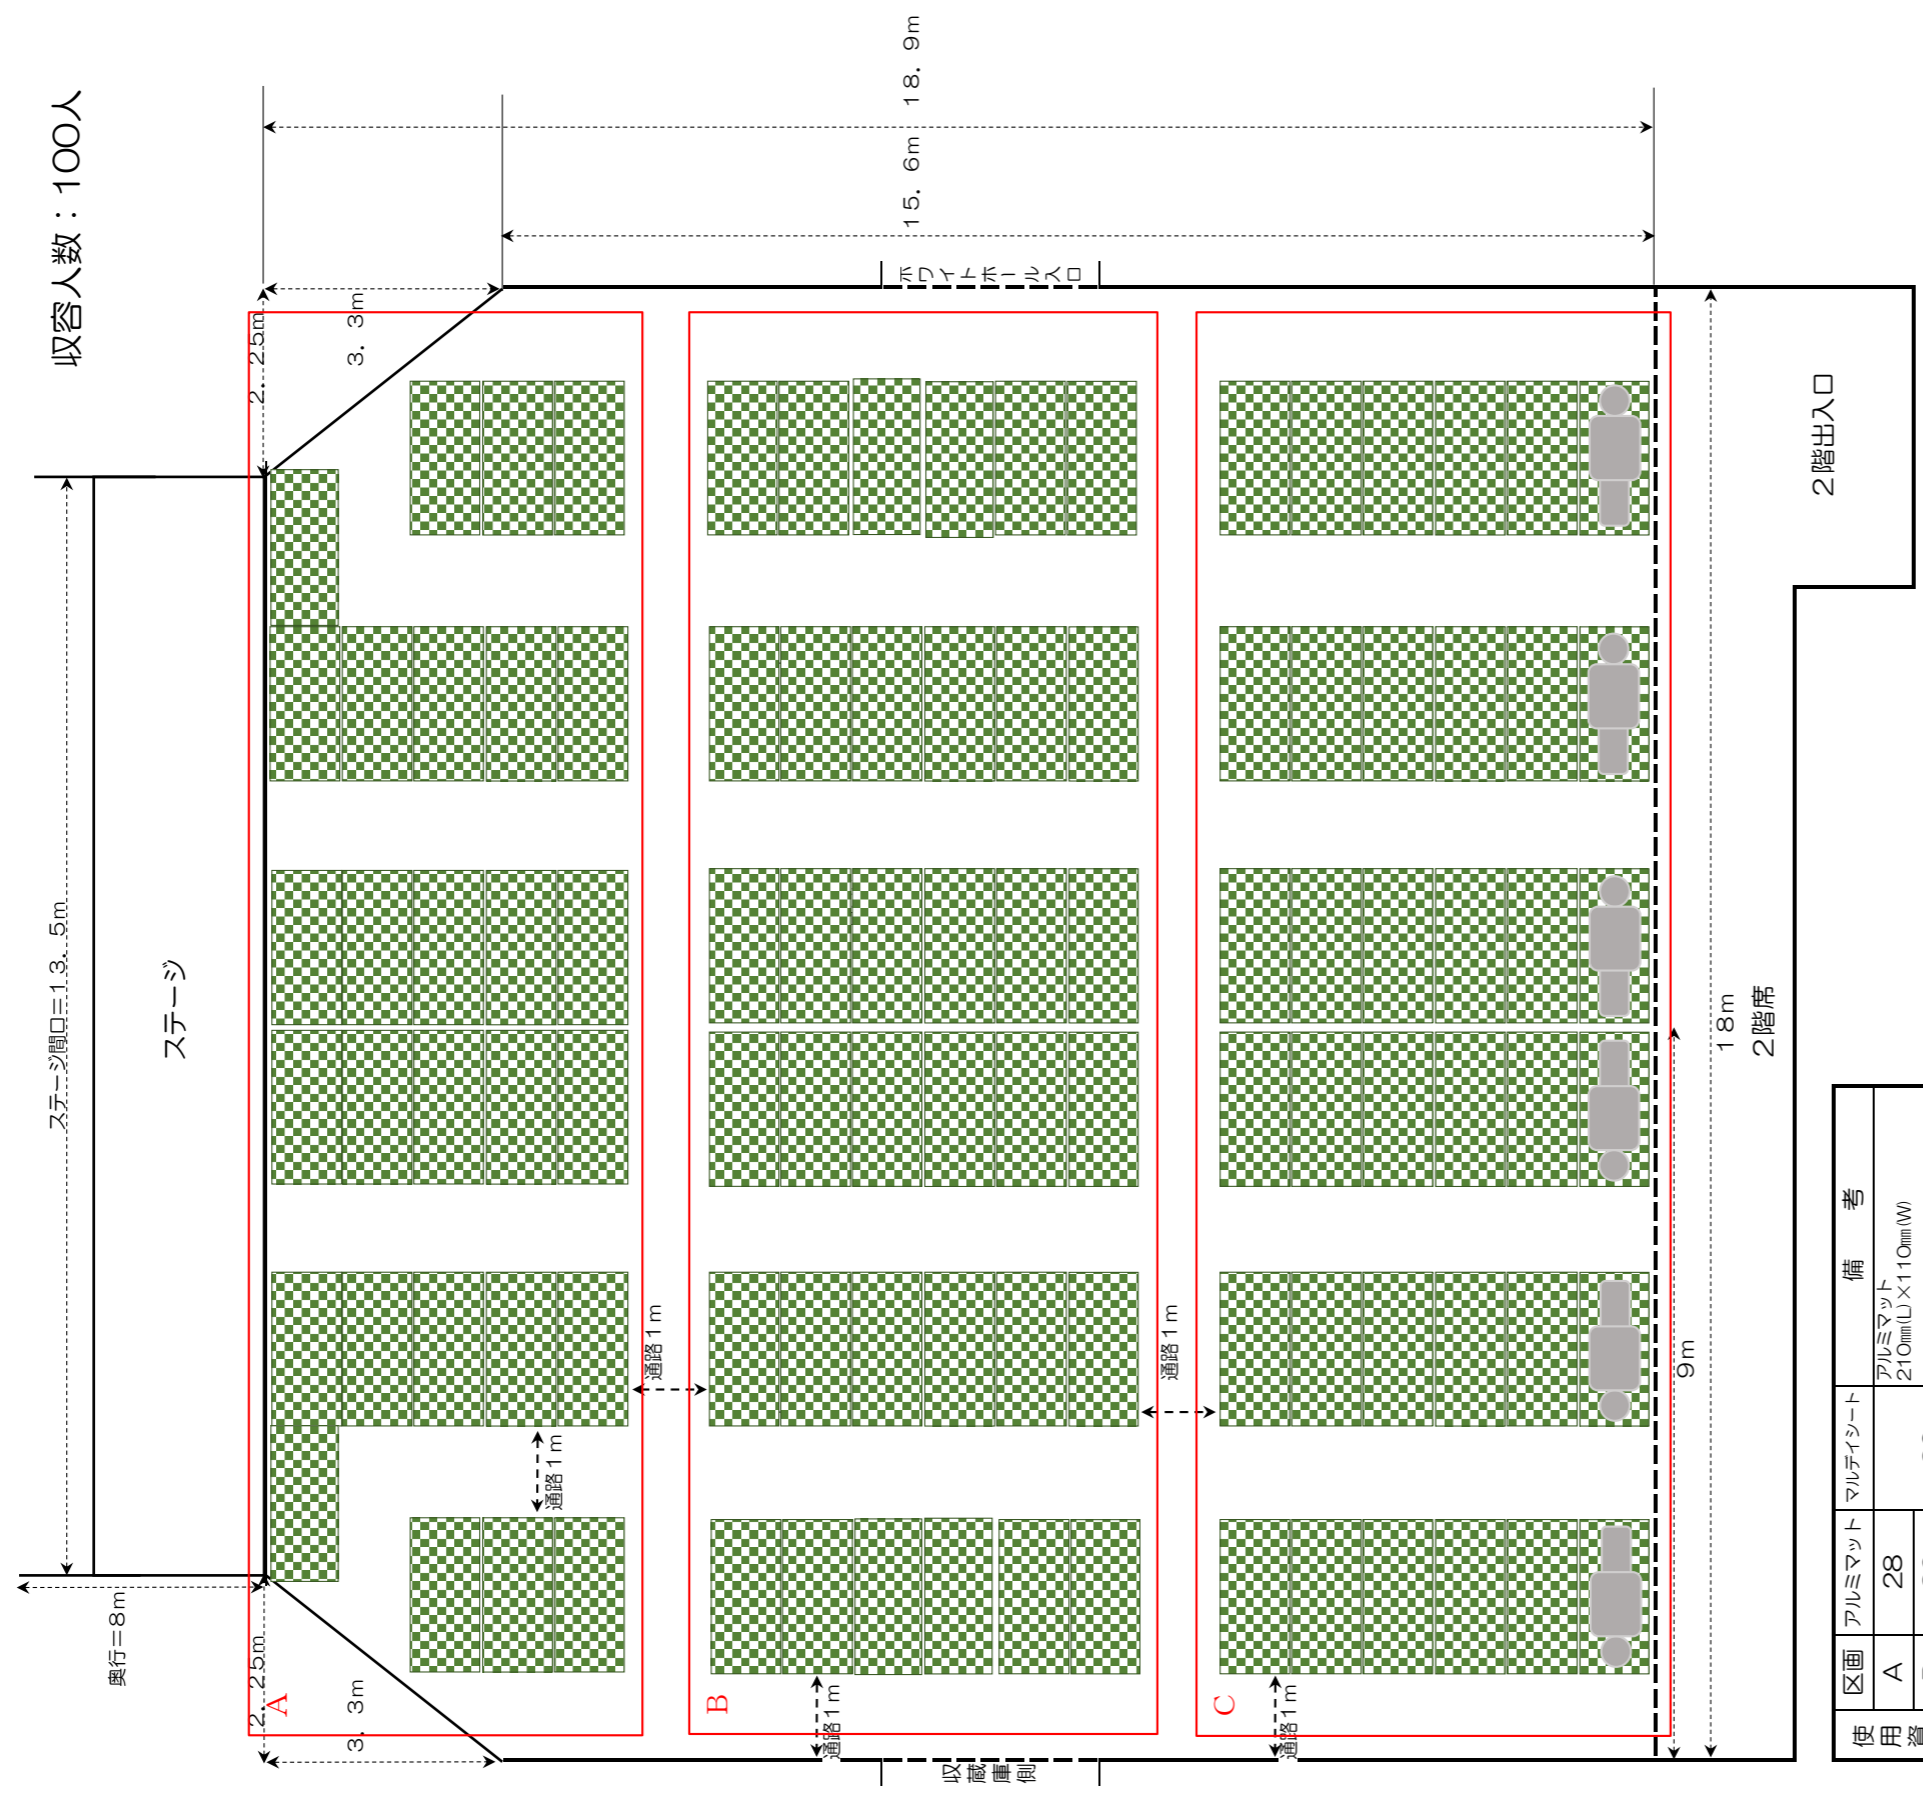 収容人数：100人
18．9m
15．6m
ホワイトホール入口
2．25m
3．3m
ステージ間口＝13．5m
ステージ
奥行＝8m
2．25m
3．3m
A
B
C
通路1m
通路1m
通路1m
通路1m
通路1m
収蔵庫側
9m
18m
2階席
2階出入口
使用資
区画
アルミマット
マルデイシート
備　考
A
28
アルミマット
210mm(L)×110mm(W)